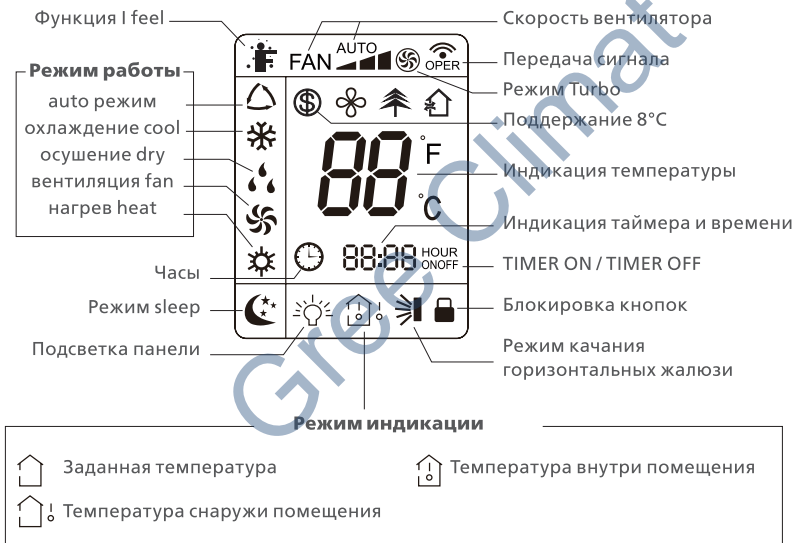 Функция I feel
Скорость вентилятора
AUTO
FAN
OPER
Передача сигнала
Режим Turbo
Поддержание 8°C
Режим работы
auto режим
охлаждение cool
осушение dry
вентиляция fan
нагрев heat
88
°F
°C
Индикация температуры
Индикация таймера и времени
88:88
HOUR
ONOFF
TIMER ON / TIMER OFF
Часы
Режим sleep
Блокировка кнопок
Подсветка панели
Режим качания
горизонтальных жалюзи
Режим индикации
Заданная температура
Температура внутри помещения
Температура снаружи помещения
Gree Climat